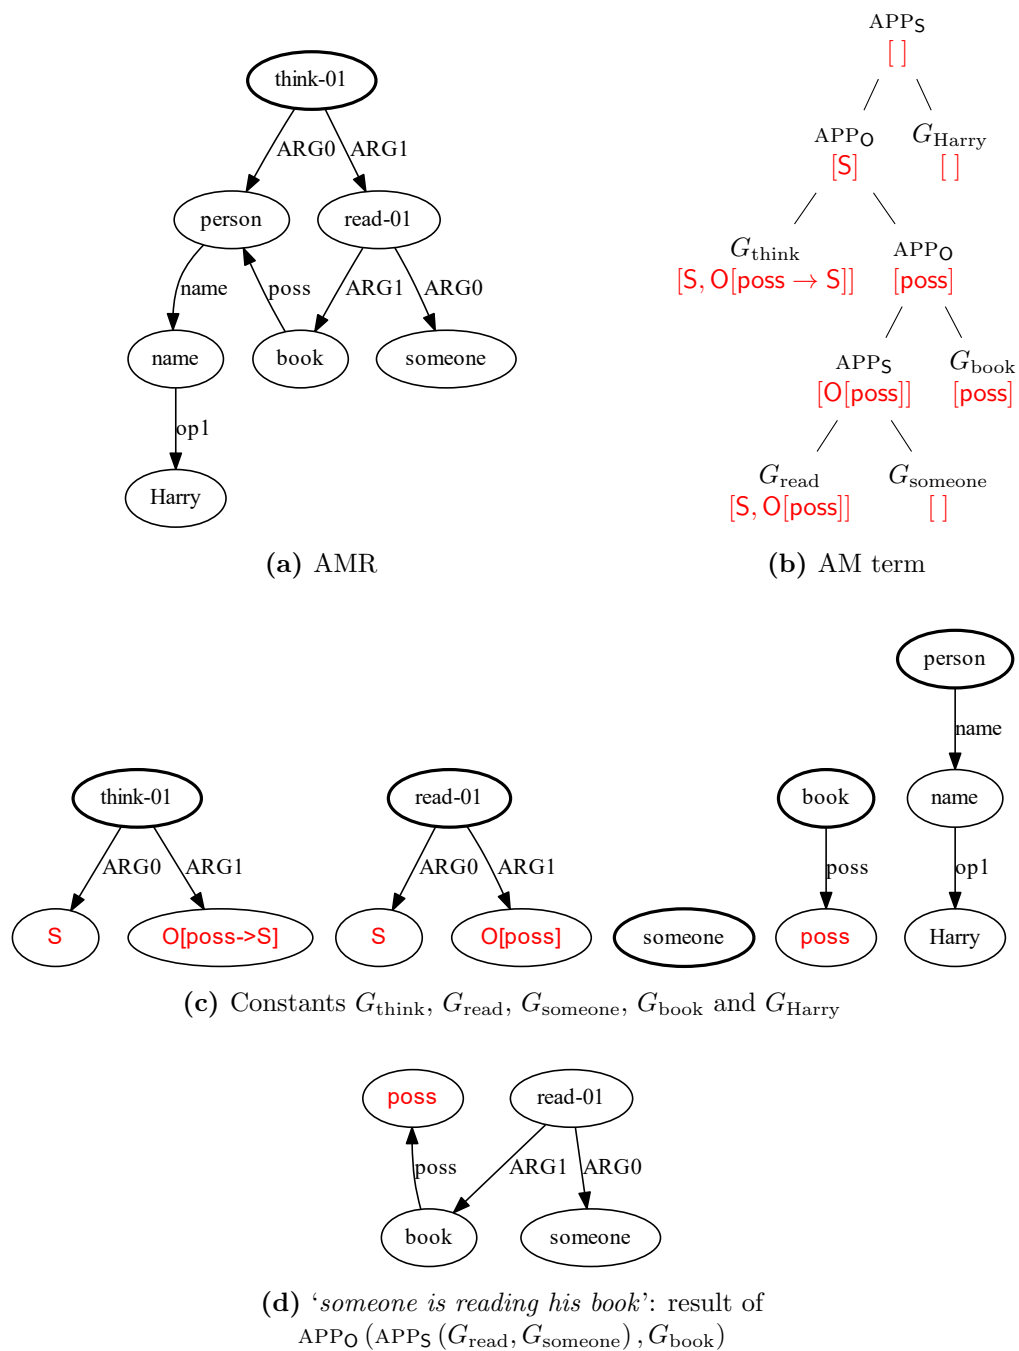 think-01
ARG0 ARG1
person read-01
name poss ARG1 ARG0
name book someone
op1
Harry
(a) AMR
APP_S
[ ]
APP_O G_Harry
[S] [ ]
G_think APP_O
[S, O[poss → S]] [poss]
APP_S G_book
[O[poss]] [poss]
G_read G_someone
[S, O[poss]] [ ]
(b) AM term
person
name
think-01 read-01 book name
ARG0 ARG1 ARG0 ARG1 poss op1
S O[poss->S] S O[poss] someone poss Harry
(c) Constants G_think, G_read, G_someone, G_book and G_Harry
poss read-01
poss ARG1 ARG0
book someone
(d) ‘someone is reading his book’: result of
APP_O (APP_S (G_read, G_someone) , G_book)